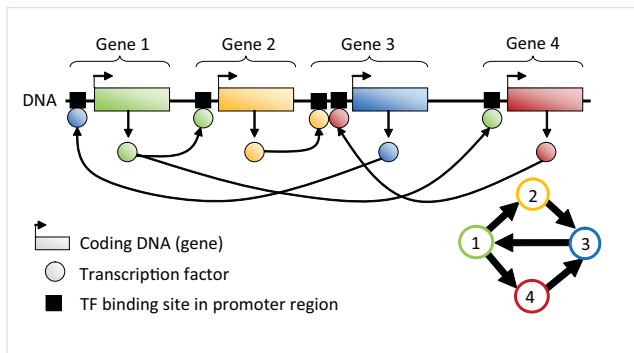 Gene 1 Gene 2 Gene 3 Gene 4
DNA
2
1 3
4
Coding DNA (gene)
Transcription factor
TF binding site in promoter region